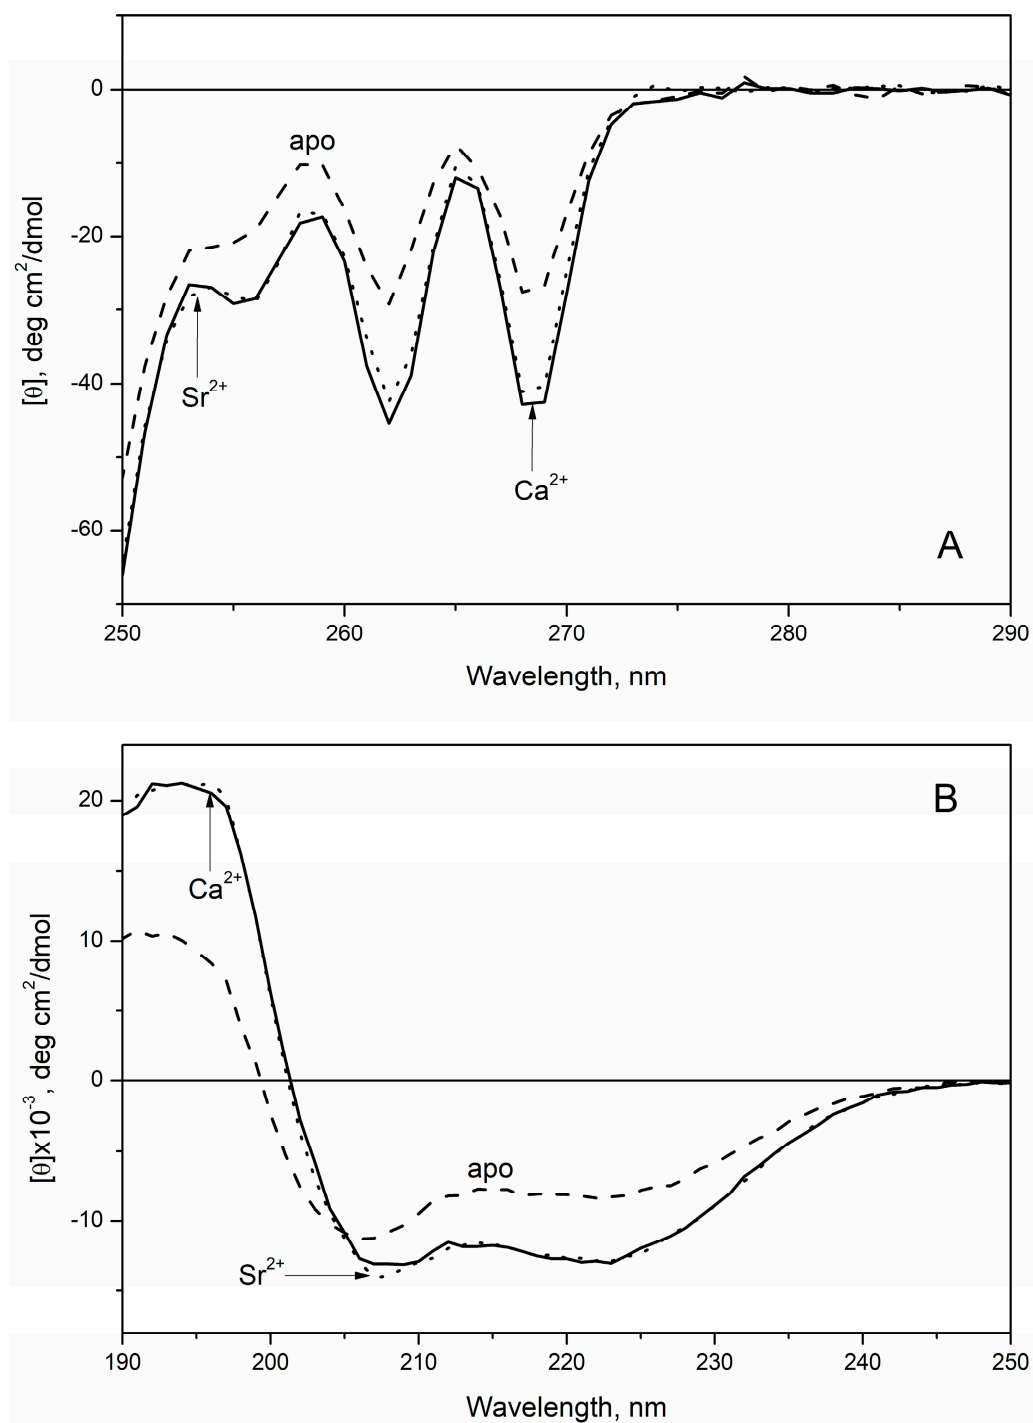 0
-20
-40
-60
[θ], deg cm²/dmol
apo
Sr²⁺
Ca²⁺
A
250
260
270
280
290
Wavelength, nm
20
10
0
-10
[θ]x10⁻³, deg cm²/dmol
B
Ca²⁺
apo
Sr²⁺
190
200
210
220
230
240
250
Wavelength, nm